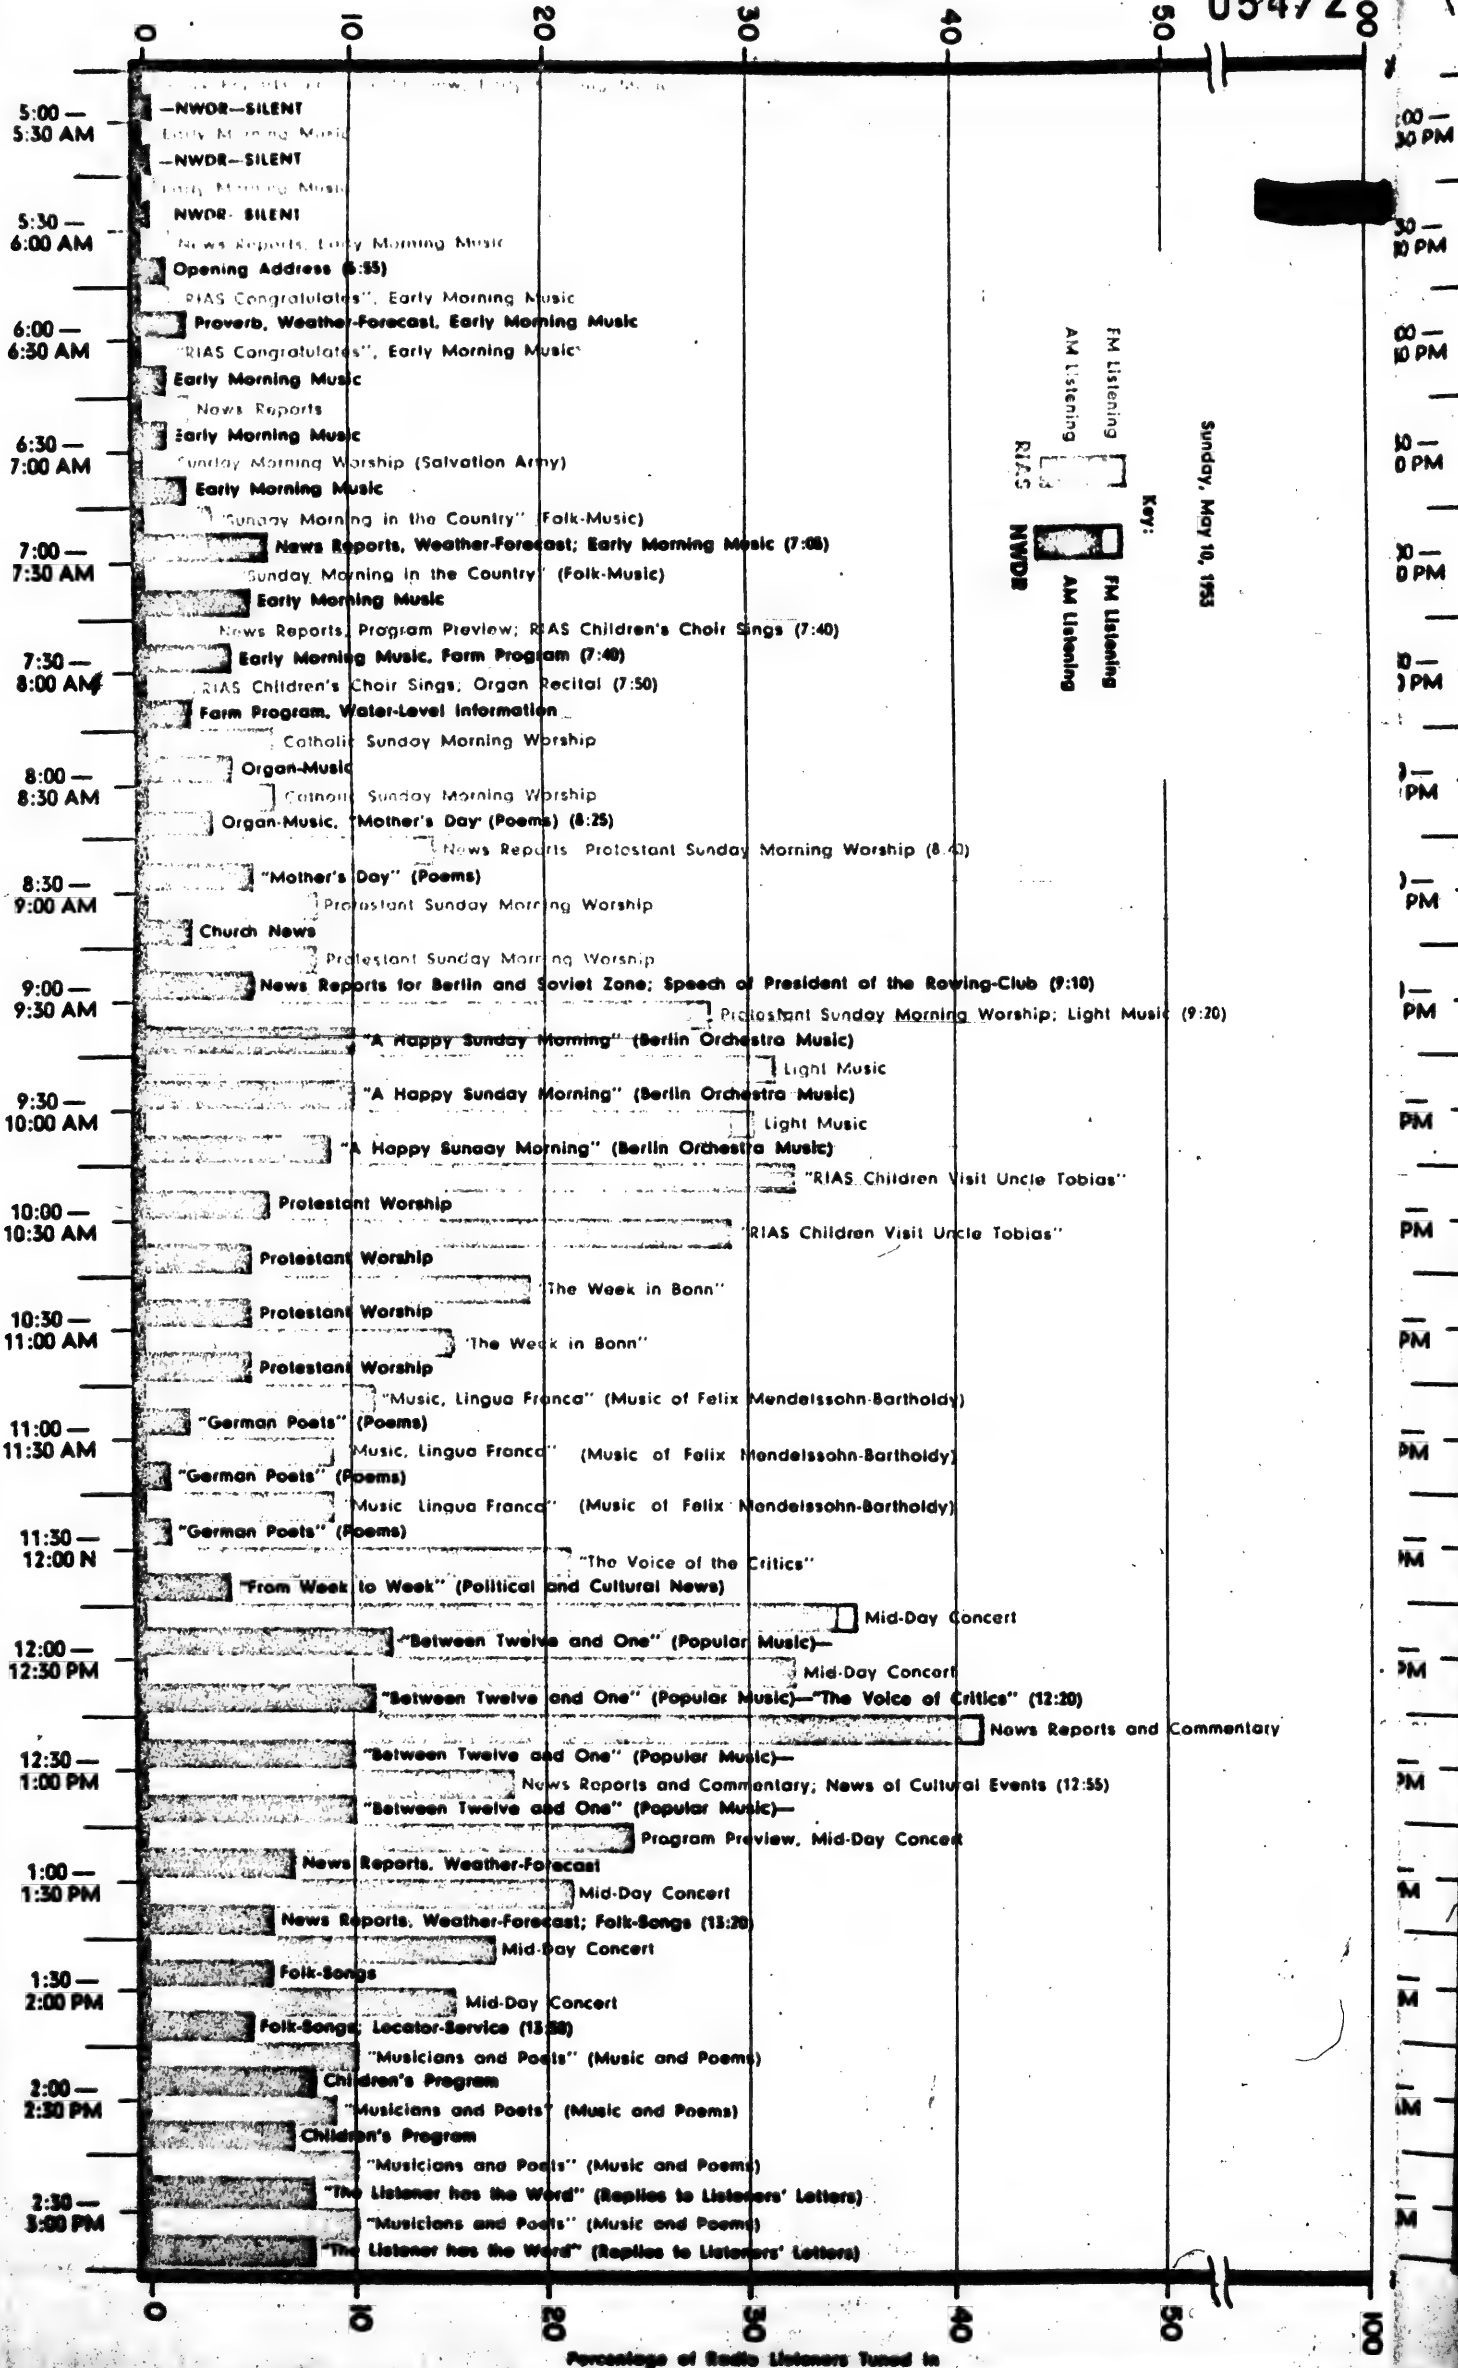 05472
0 10 20 30 40 50 100
%
—NWDR—SILENT
5:00 —
5:30 AM
Early Morning Music
—NWDR—SILENT
Early Morning Music
NWDR- SILENT
5:30 —
6:00 AM
News Reports, Early Morning Music
Opening Address (5:55)
"RIAS Congratulates", Early Morning Music
Proverb, Weather-Forecast, Early Morning Music
6:00 —
6:30 AM
"RIAS Congratulates", Early Morning Music
Early Morning Music
News Reports
Early Morning Music
6:30 —
7:00 AM
Sunday Morning Worship (Salvation Army)
Early Morning Music
"Sunday Morning in the Country" (Folk-Music)
News Reports, Weather-Forecast; Early Morning Music (7:05)
7:00 —
7:30 AM
"Sunday Morning in the Country" (Folk-Music)
Early Morning Music
News Reports, Program Preview; RIAS Children's Choir Sings (7:40)
Early Morning Music, Farm Program (7:40)
7:30 —
8:00 AM
RIAS Children's Choir Sings; Organ Recital (7:50)
Farm Program, Water-Level Information
Catholic Sunday Morning Worship
Organ-Music
8:00 —
8:30 AM
Catholic Sunday Morning Worship
Organ-Music, "Mother's Day" (Poems) (8:25)
News Reports Protestant Sunday Morning Worship (8:40)
"Mother's Day" (Poems)
8:30 —
9:00 AM
Protestant Sunday Morning Worship
Church News
Protestant Sunday Morning Worship
News Reports for Berlin and Soviet Zone; Speech of President of the Rowing-Club (9:10)
9:00 —
9:30 AM
Protestant Sunday Morning Worship; Light Music (9:20)
"A Happy Sunday Morning" (Berlin Orchestra Music)
Light Music
"A Happy Sunday Morning" (Berlin Orchestra Music)
9:30 —
10:00 AM
Light Music
"A Happy Sunday Morning" (Berlin Orchestra Music)
"RIAS Children Visit Uncle Tobias"
Protestant Worship
10:00 —
10:30 AM
"RIAS Children Visit Uncle Tobias"
Protestant Worship
"The Week in Bonn"
Protestant Worship
10:30 —
11:00 AM
"The Week in Bonn"
Protestant Worship
"Music, Lingua Franca" (Music of Felix Mendelssohn-Bartholdy)
"German Poets" (Poems)
11:00 —
11:30 AM
"Music, Lingua Franca" (Music of Felix Mendelssohn-Bartholdy)
"German Poets" (Poems)
"Music Lingua Franca" (Music of Felix Mendelssohn-Bartholdy)
"German Poets" (Poems)
11:30 —
12:00 N
"The Voice of the Critics"
"From Week to Week" (Political and Cultural News)
Mid-Day Concert
"Between Twelve and One" (Popular Music)—
12:00 —
12:30 PM
Mid-Day Concert
"Between Twelve and One" (Popular Music)—"The Voice of Critics" (12:20)
News Reports and Commentary
"Between Twelve and One" (Popular Music)—
12:30 —
1:00 PM
News Reports and Commentary; News of Cultural Events (12:55)
"Between Twelve and One" (Popular Music)—
Program Preview, Mid-Day Concert
News Reports, Weather-Forecast
1:00 —
1:30 PM
Mid-Day Concert
News Reports, Weather-Forecast; Folk-Songs (13:20)
Mid-Day Concert
Folk-Songs
1:30 —
2:00 PM
Mid-Day Concert
Folk-Songs; Locator-Service (13:58)
"Musicians and Poets" (Music and Poems)
Children's Program
2:00 —
2:30 PM
"Musicians and Poets" (Music and Poems)
Children's Program
"Musicians and Poets" (Music and Poems)
"The Listener has the Word" (Replies to Listeners' Letters)
2:30 —
3:00 PM
"Musicians and Poets" (Music and Poems)
"The Listener has the Word" (Replies to Listeners' Letters)
0 10 20 30 40 50 100
Percentage of Radio Listeners Tuned In
Sunday, May 10, 1953
Key:
FM Listening
AM Listening
RIAS
FM Listening
AM Listening
NWDR